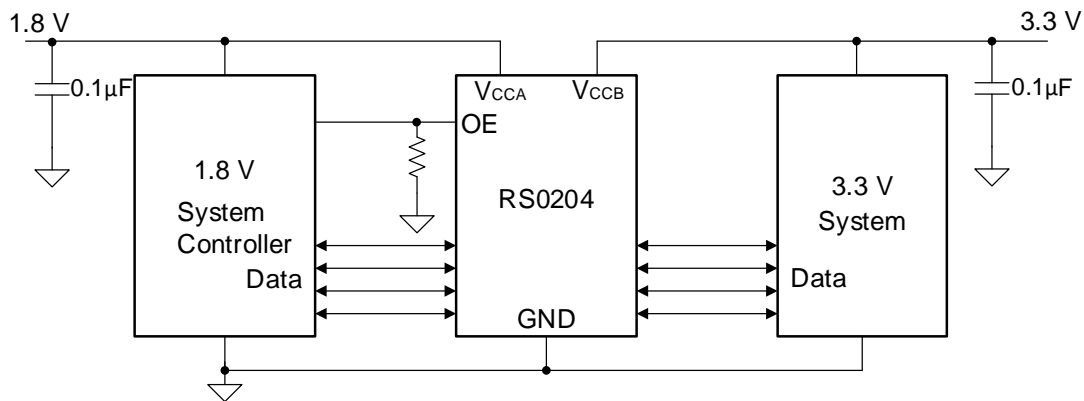 1.8 V
3.3 V
0.1µF
VCCA
VCCB
0.1µF
OE
1.8 V
System
Controller
Data
RS0204
3.3 V
System
Data
GND